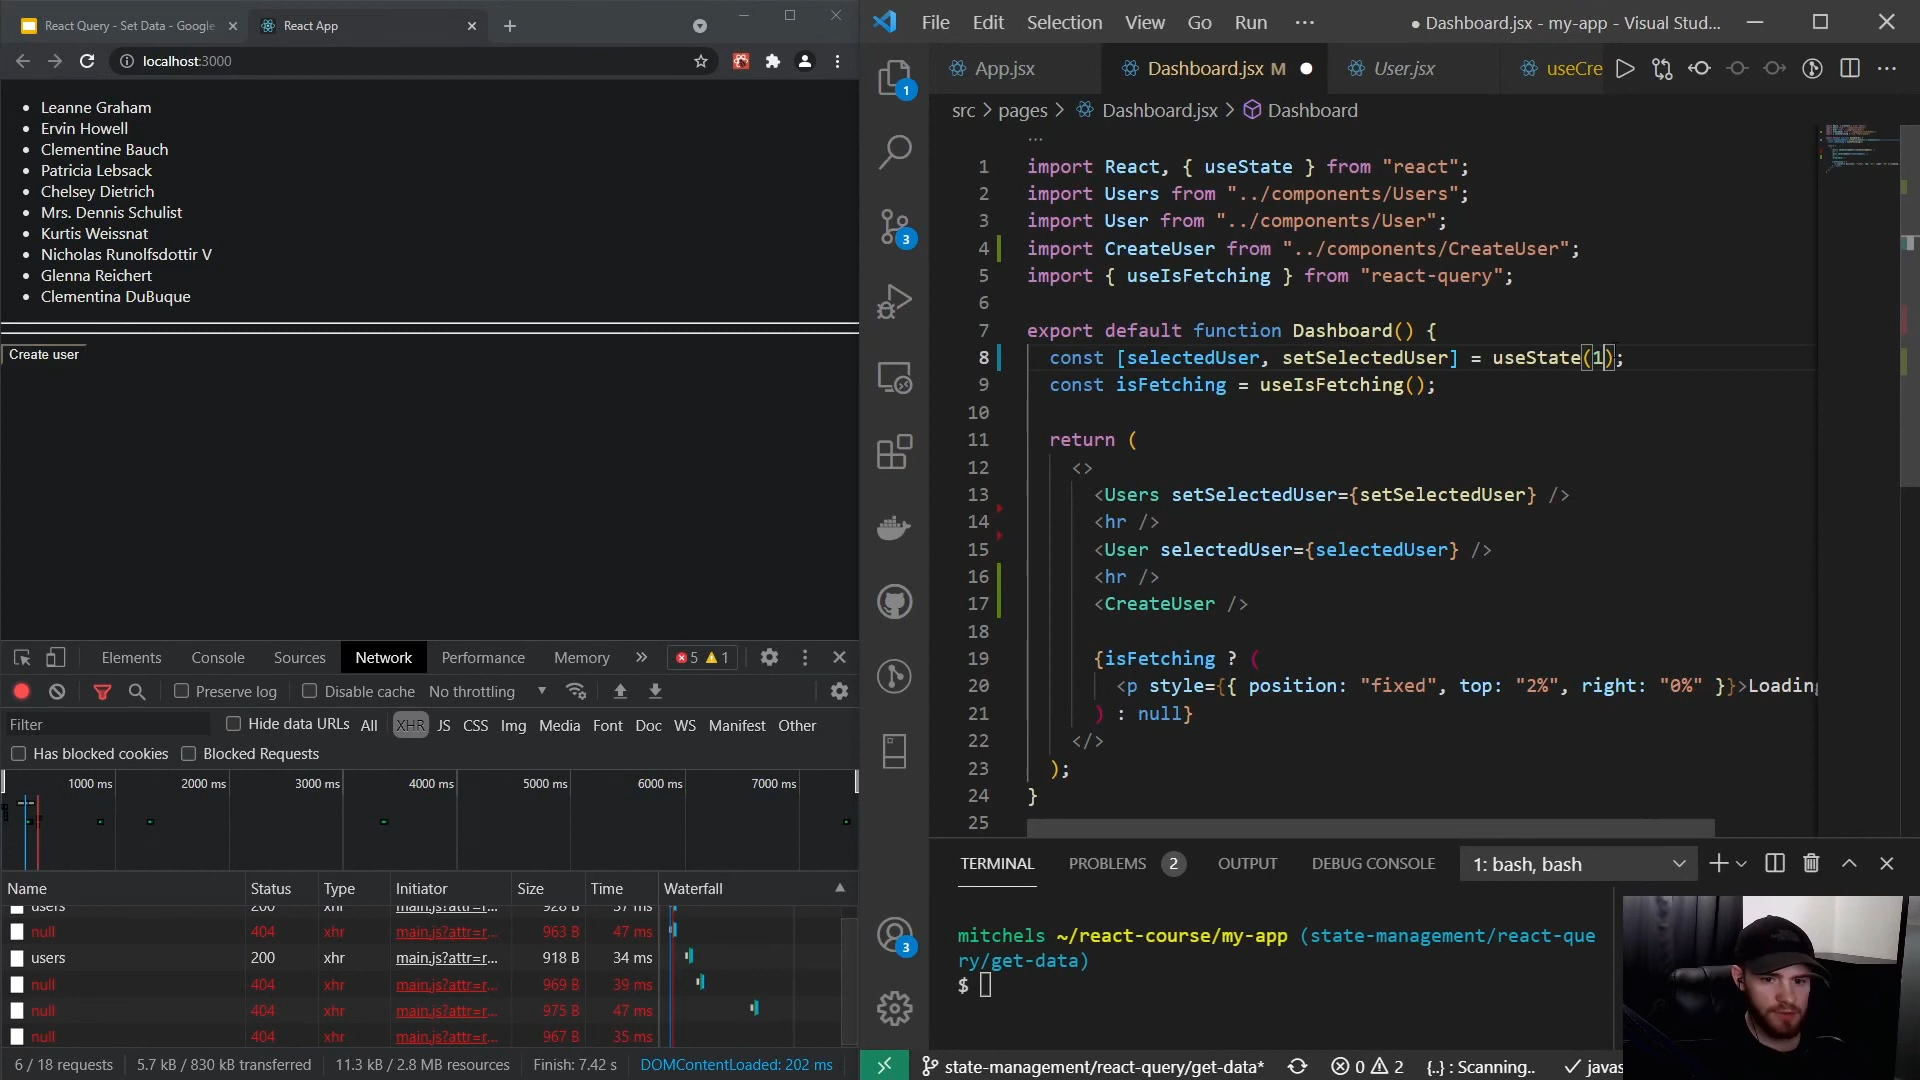 React Query - Set Data - Google
React App
localhost:3000
Leanne Graham
Ervin Howell
Clementine Bauch
Patricia Lebsack
Chelsey Dietrich
Mrs. Dennis Schulist
Kurtis Weissnat
Nicholas Runolfsdottir V
Glenna Reichert
Clementina DuBuque
Create user
Elements Console Sources Network Performance Memory » 5 1
Preserve log Disable cache No throttling
Filter Hide data URLs All XHR JS CSS Img Media Font Doc WS Manifest Other
Has blocked cookies Blocked Requests
1000 ms 2000 ms 3000 ms 4000 ms 5000 ms 6000 ms 7000 ms
Name Status Type Initiator Size Time Waterfall
users 200 xhr main.js?attr=r... 928 B 37 ms
null 404 xhr main.js?attr=r... 963 B 47 ms
users 200 xhr main.js?attr=r... 918 B 34 ms
null 404 xhr main.js?attr=r... 969 B 39 ms
null 404 xhr main.js?attr=r... 975 B 47 ms
null 404 xhr main.js?attr=r... 967 B 35 ms
6 / 18 requests 5.7 kB / 830 kB transferred 11.3 kB / 2.8 MB resources Finish: 7.42 s DOMContentLoaded: 202 ms
File Edit Selection View Go Run ··· ● Dashboard.jsx - my-app - Visual Stud...
App.jsx Dashboard.jsx M User.jsx useCre
src > pages > Dashboard.jsx > Dashboard
...
1 import React, { useState } from "react";
2 import Users from "../components/Users";
3 import User from "../components/User";
4 import CreateUser from "../components/CreateUser";
5 import { useIsFetching } from "react-query";
6
7 export default function Dashboard() {
8 const [selectedUser, setSelectedUser] = useState(1);
9 const isFetching = useIsFetching();
10
11 return (
12 <>
13 <Users setSelectedUser={setSelectedUser} />
14 <hr />
15 <User selectedUser={selectedUser} />
16 <hr />
17 <CreateUser />
18
19 {isFetching ? (
20 <p style={{ position: "fixed", top: "2%", right: "0%" }}>Loading
21 ) : null}
22 </>
23 );
24 }
25
1
3
3
TERMINAL PROBLEMS 2 OUTPUT DEBUG CONSOLE 1: bash, bash
mitchels ~/react-course/my-app (state-management/react-que
ry/get-data)
$
state-management/react-query/get-data* 0 2 {..} : Scanning.. javas